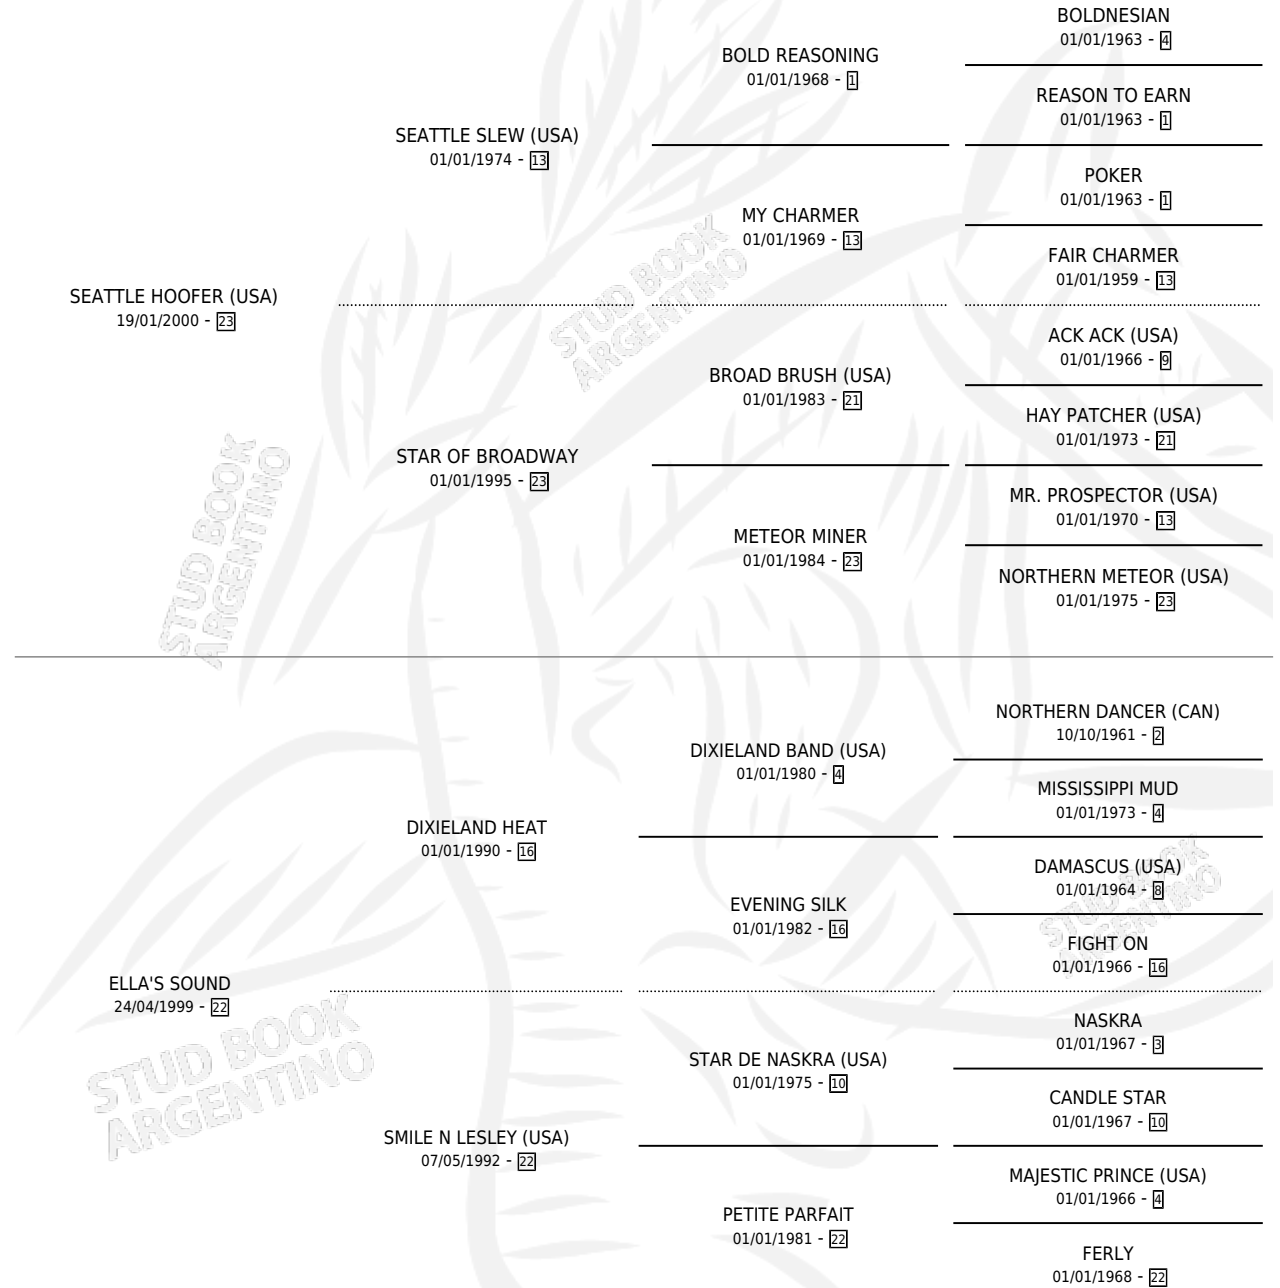 BOLDNESIAN
01/01/1963 - 4
BOLD REASONING
01/01/1968 - 1
REASON TO EARN
01/01/1963 - 1
SEATTLE SLEW (USA)
01/01/1974 - 13
POKER
01/01/1963 - 1
MY CHARMER
01/01/1969 - 13
FAIR CHARMER
01/01/1959 - 13
SEATTLE HOOFER (USA)
19/01/2000 - 23
STUD BOOK
ARGENTINO
ACK ACK (USA)
01/01/1966 - 9
BROAD BRUSH (USA)
01/01/1983 - 21
HAY PATCHER (USA)
01/01/1973 - 21
STAR OF BROADWAY
01/01/1995 - 23
MR. PROSPECTOR (USA)
01/01/1970 - 13
METEOR MINER
01/01/1984 - 23
NORTHERN METEOR (USA)
01/01/1975 - 23
STUD BOOK
ARGENTINO
NORTHERN DANCER (CAN)
10/10/1961 - 2
DIXIELAND BAND (USA)
01/01/1980 - 4
MISSISSIPPI MUD
01/01/1973 - 4
DIXIELAND HEAT
01/01/1990 - 16
DAMASCUS (USA)
01/01/1964 - 8
EVENING SILK
01/01/1982 - 16
STUD BOOK
ARGENTINO
FIGHT ON
01/01/1966 - 16
ELLA'S SOUND
24/04/1999 - 22
NASKRA
01/01/1967 - 3
STAR DE NASKRA (USA)
01/01/1975 - 10
STUD BOOK
ARGENTINO
CANDLE STAR
01/01/1967 - 10
SMILE N LESLEY (USA)
07/05/1992 - 22
MAJESTIC PRINCE (USA)
01/01/1966 - 4
PETITE PARFAIT
01/01/1981 - 22
FERLY
01/01/1968 - 22